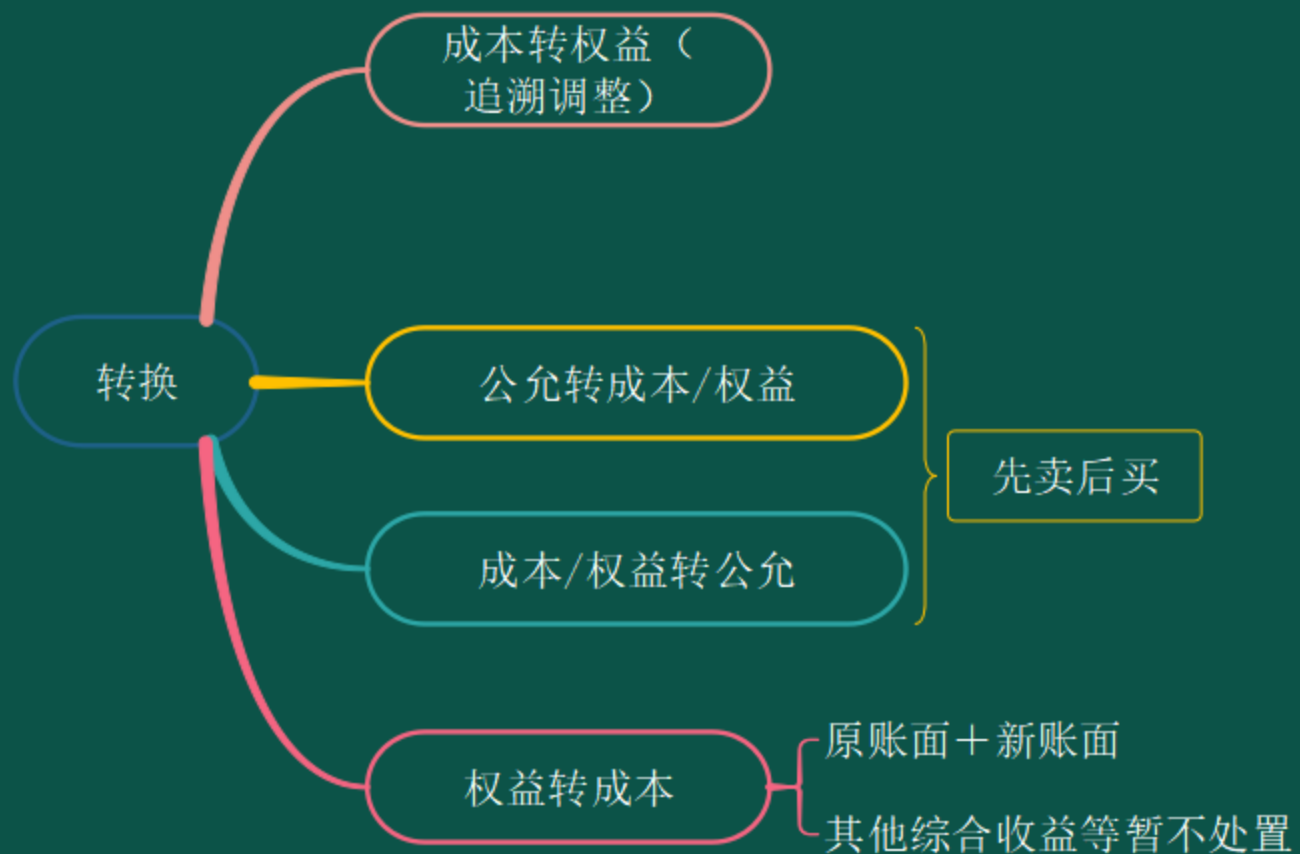 成本转权益（
追溯调整）
转换
公允转成本/权益
先卖后买
成本/权益转公允
权益转成本
原账面＋新账面
其他综合收益等暂不处置